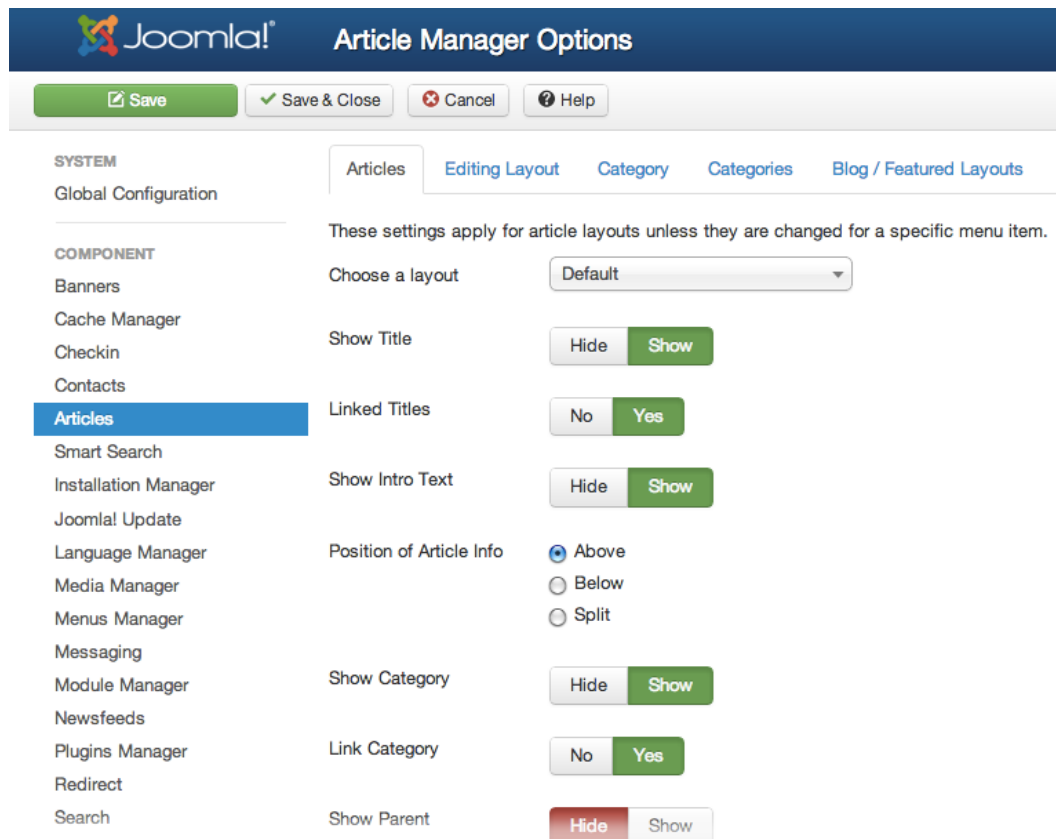 Joomla!® Article Manager Options
Save Save & Close Cancel Help
SYSTEM
Global Configuration
COMPONENT
Banners
Cache Manager
Checkin
Contacts
Articles
Smart Search
Installation Manager
Joomla! Update
Language Manager
Media Manager
Menus Manager
Messaging
Module Manager
Newsfeeds
Plugins Manager
Redirect
Search
Articles Editing Layout Category Categories Blog / Featured Layouts
These settings apply for article layouts unless they are changed for a specific menu item.
Choose a layout Default
Show Title Hide Show
Linked Titles No Yes
Show Intro Text Hide Show
Position of Article Info Above
Below
Split
Show Category Hide Show
Link Category No Yes
Show Parent Hide Show